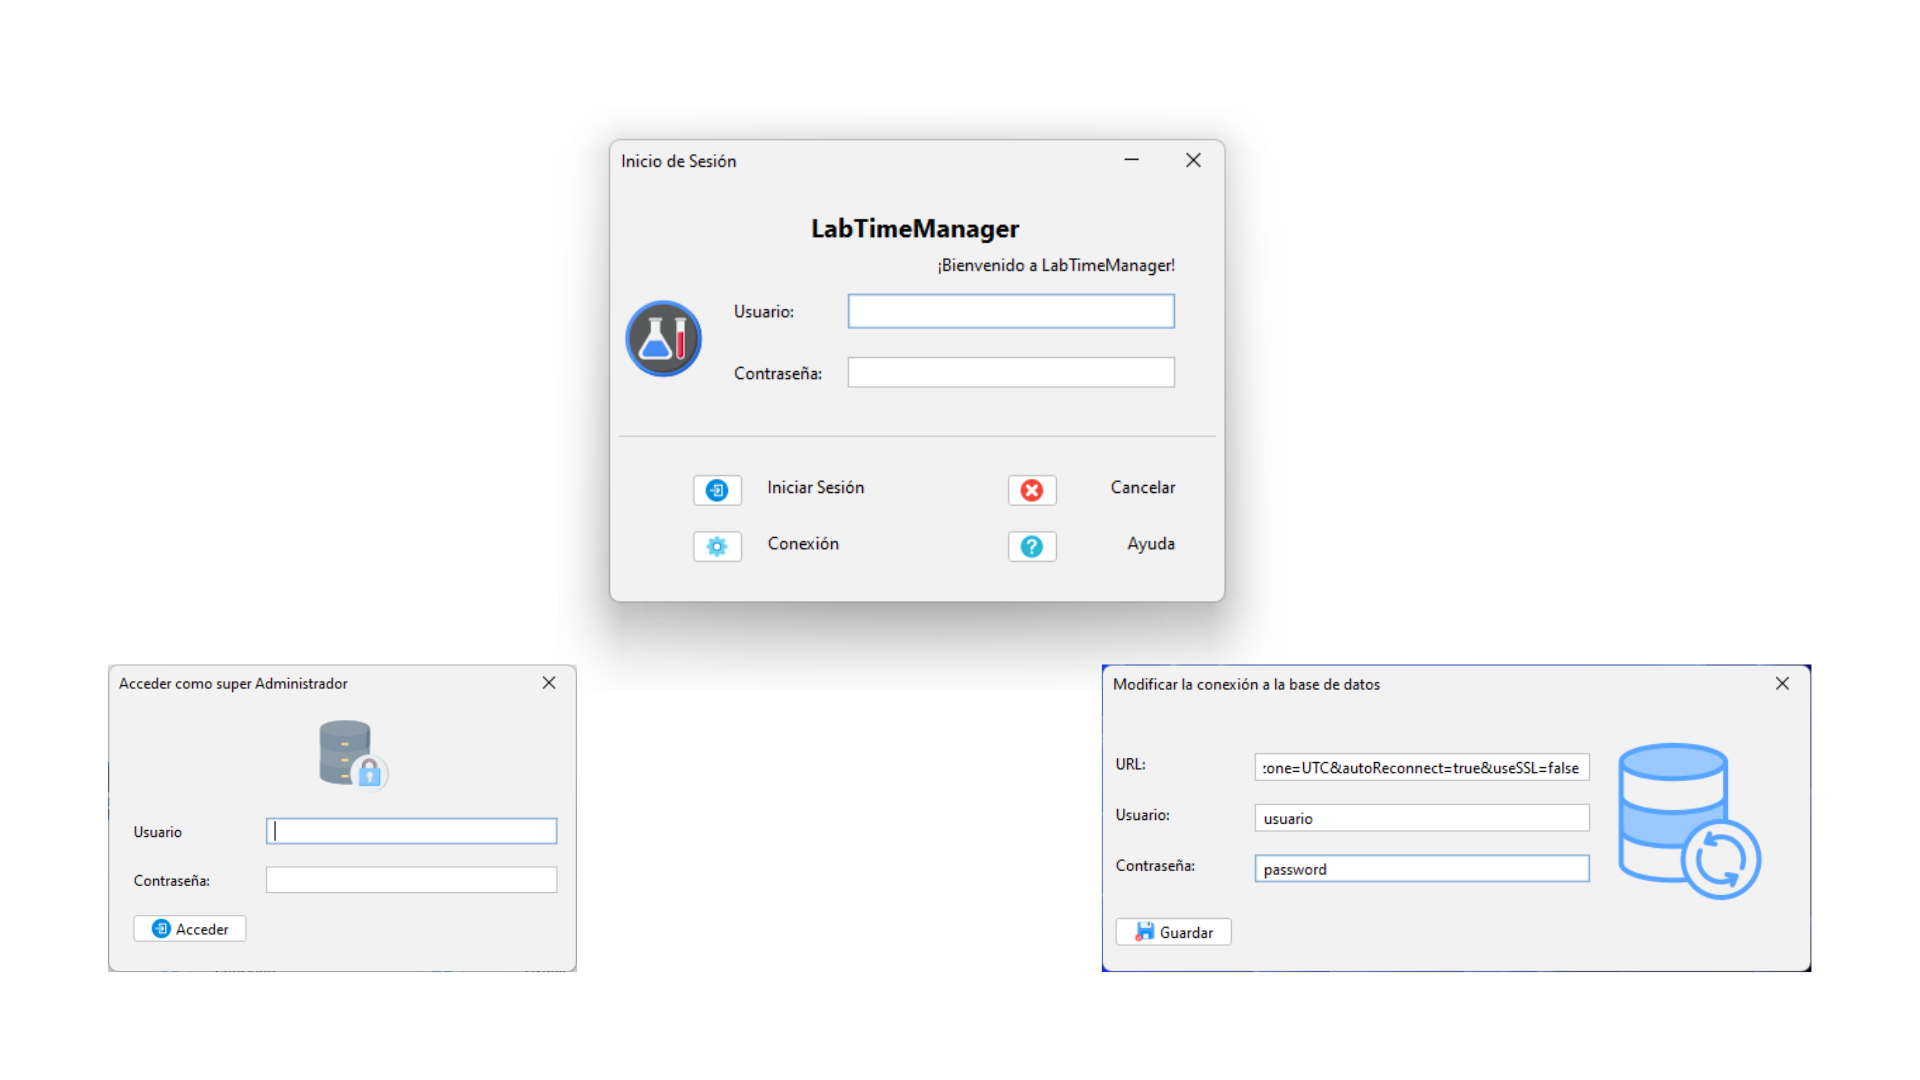 Inicio de Sesión
LabTimeManager
¡Bienvenido a LabTimeManager!
Usuario:
Contraseña:
Iniciar Sesión
Cancelar
Conexión
Ayuda
Acceder como super Administrador
Usuario
Contraseña:
Acceder
Modificar la conexión a la base de datos
URL:
zone=UTC&autoReconnect=true&useSSL=false
Usuario:
usuario
Contraseña:
password
Guardar